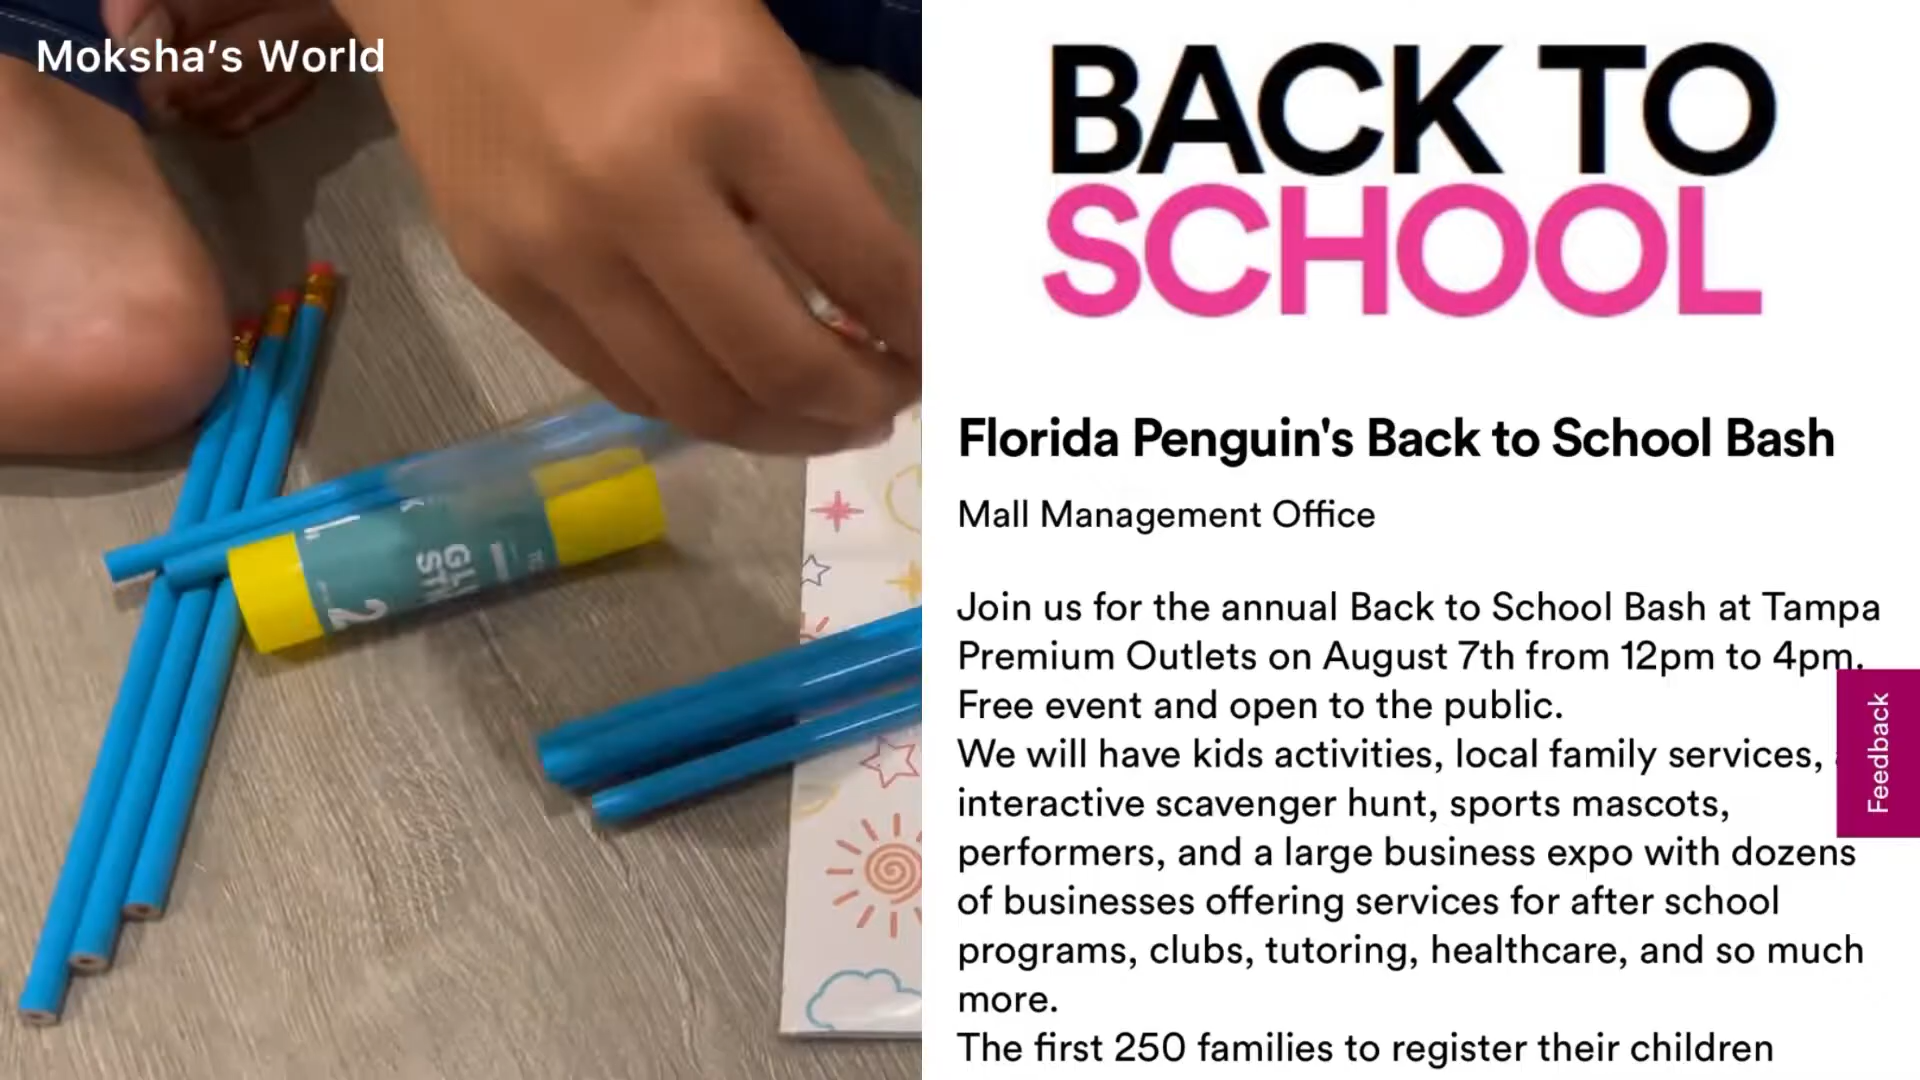 Moksha's World
BACK TO
SCHOOL
Florida Penguin's Back to School Bash
Mall Management Office
Join us for the annual Back to School Bash at Tampa
Premium Outlets on August 7th from 12pm to 4pm.
Free event and open to the public.
We will have kids activities, local family services,
interactive scavenger hunt, sports mascots,
performers, and a large business expo with dozens
of businesses offering services for after school
programs, clubs, tutoring, healthcare, and so much
more.
The first 250 families to register their children
Feedback
2